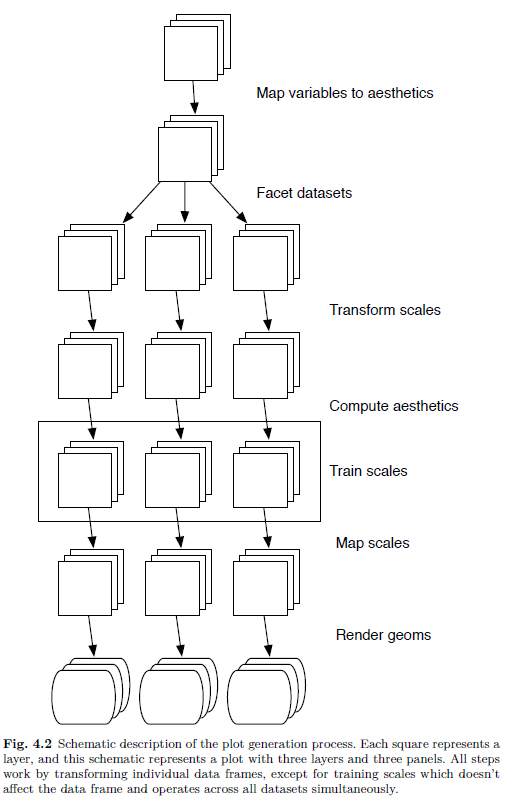 Map variables to aesthetics
Facet datasets
Transform scales
Compute aesthetics
Train scales
Map scales
Render geoms
Fig. 4.2 Schematic description of the plot generation process. Each square represents a
layer, and this schematic represents a plot with three layers and three panels. All steps
work by transforming individual data frames, except for training scales which doesn't
affect the data frame and operates across all datasets simultaneously.